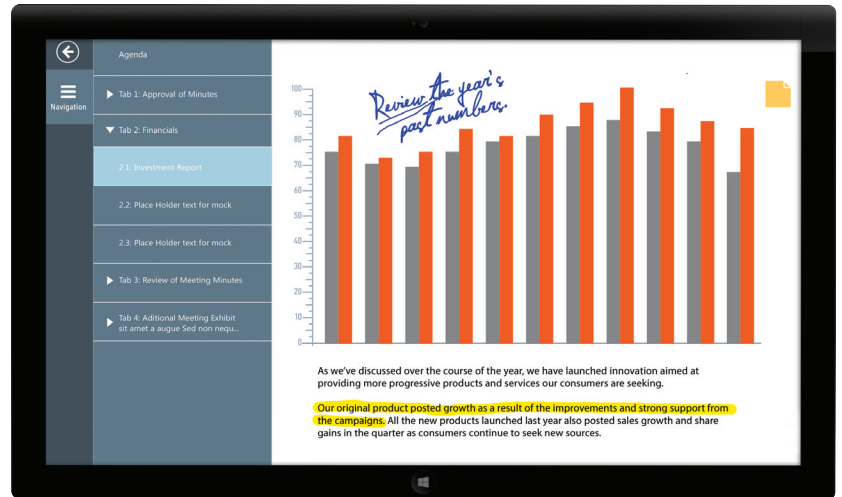 Agenda
Navigation
Tab 1: Approval of Minutes
Tab 2: Financials
2.1: Investment Report
2.2: Place Holder text for mock
2.3: Place Holder text for mock
Tab 3: Review of Meeting Minutes
Tab 4: Aditional Meeting Exhibit
sit amet a augue Sed non nequ...
Review the year's
past numbers.
100
90
80
70
60
50
40
30
20
10
0
As we've discussed over the course of the year, we have launched innovation aimed at
providing more progressive products and services our consumers are seeking.
Our original product posted growth as a result of the improvements and strong support from
the campaigns. All the new products launched last year also posted sales growth and share
gains in the quarter as consumers continue to seek new sources.